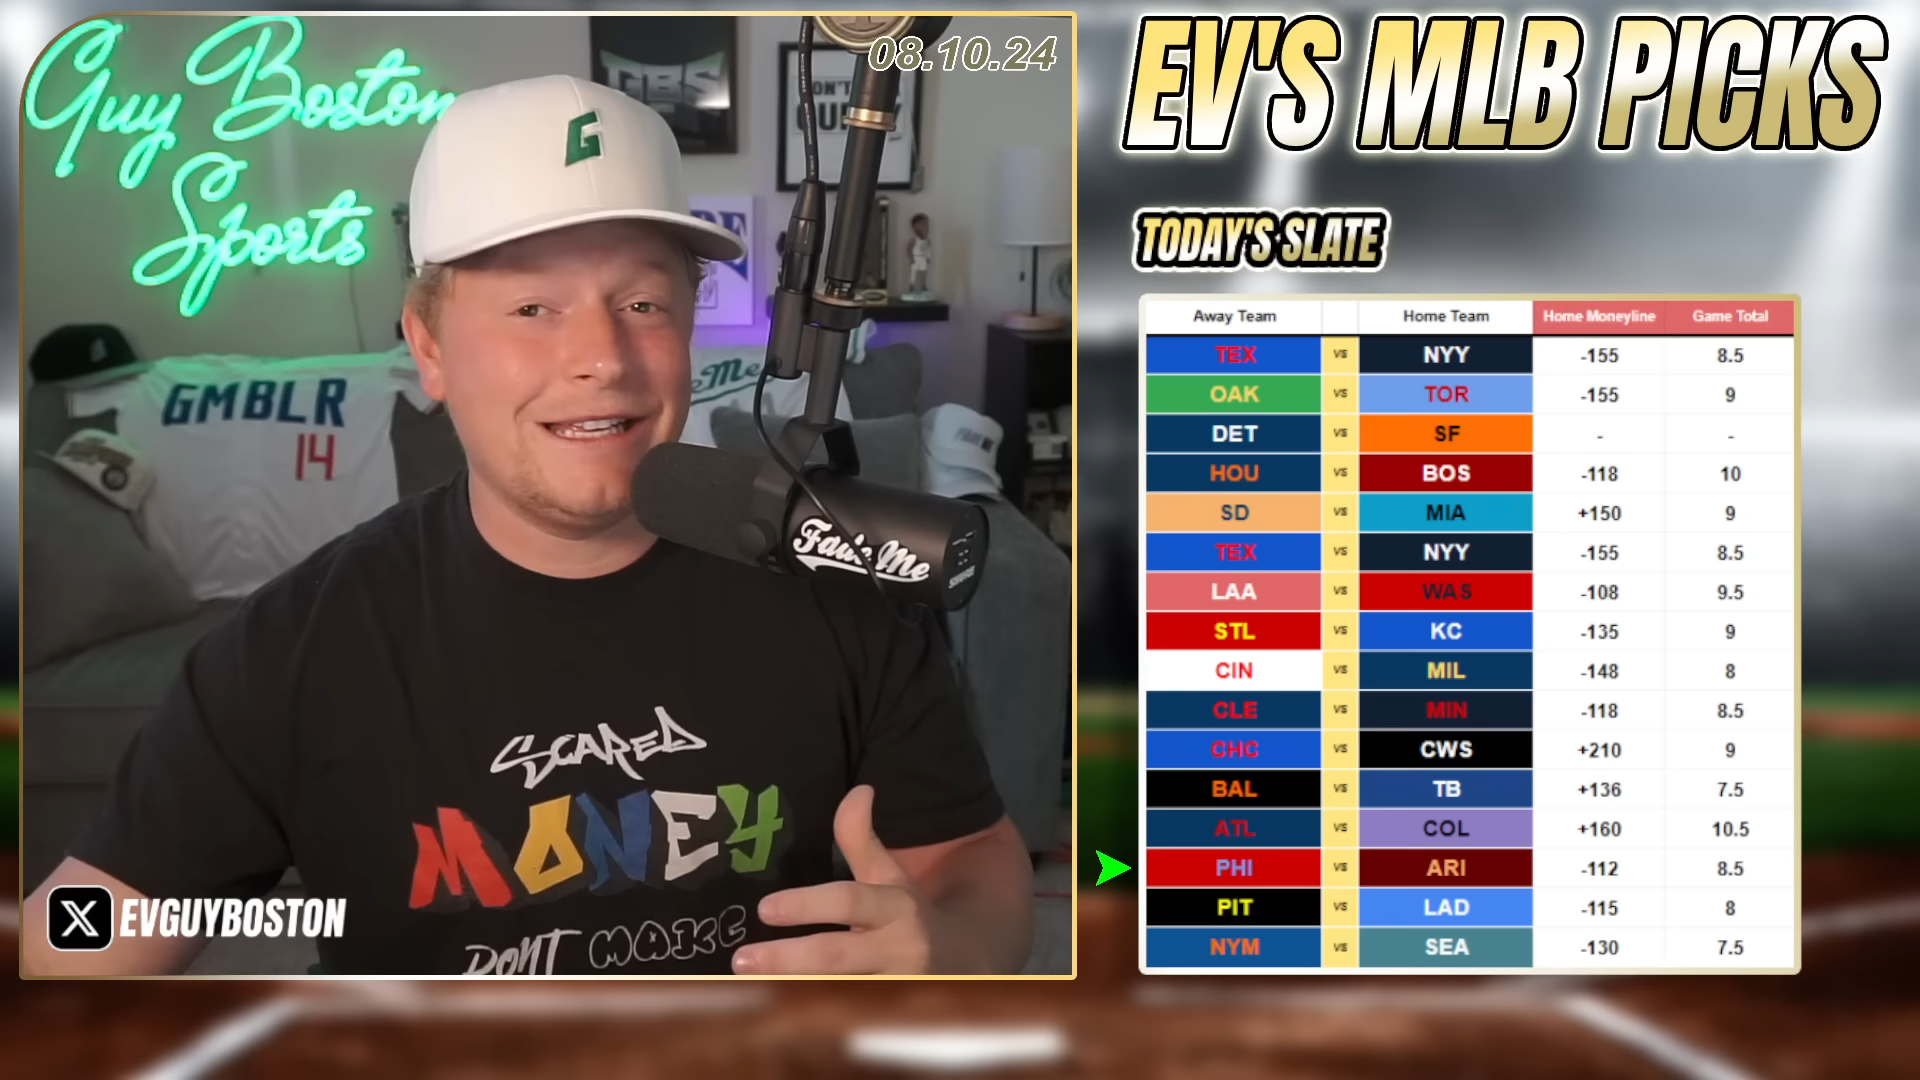 Guy Boston
Sports
GBS
08.10.24
G
GMBLR
14
Fade Me
SHURE
SCARED
MONEY
DON'T MAKE
X EVGUYBOSTON
EV'S MLB PICKS
TODAY'S SLATE
Away Team Home Team Home Moneyline Game Total
TEX vs NYY -155 8.5
OAK vs TOR -155 9
DET vs SF - -
HOU vs BOS -118 10
SD vs MIA +150 9
TEX vs NYY -155 8.5
LAA vs WAS -108 9.5
STL vs KC -135 9
CIN vs MIL -148 8
CLE vs MIN -118 8.5
CHC vs CWS +210 9
BAL vs TB +136 7.5
ATL vs COL +160 10.5
PHI vs ARI -112 8.5
PIT vs LAD -115 8
NYM vs SEA -130 7.5